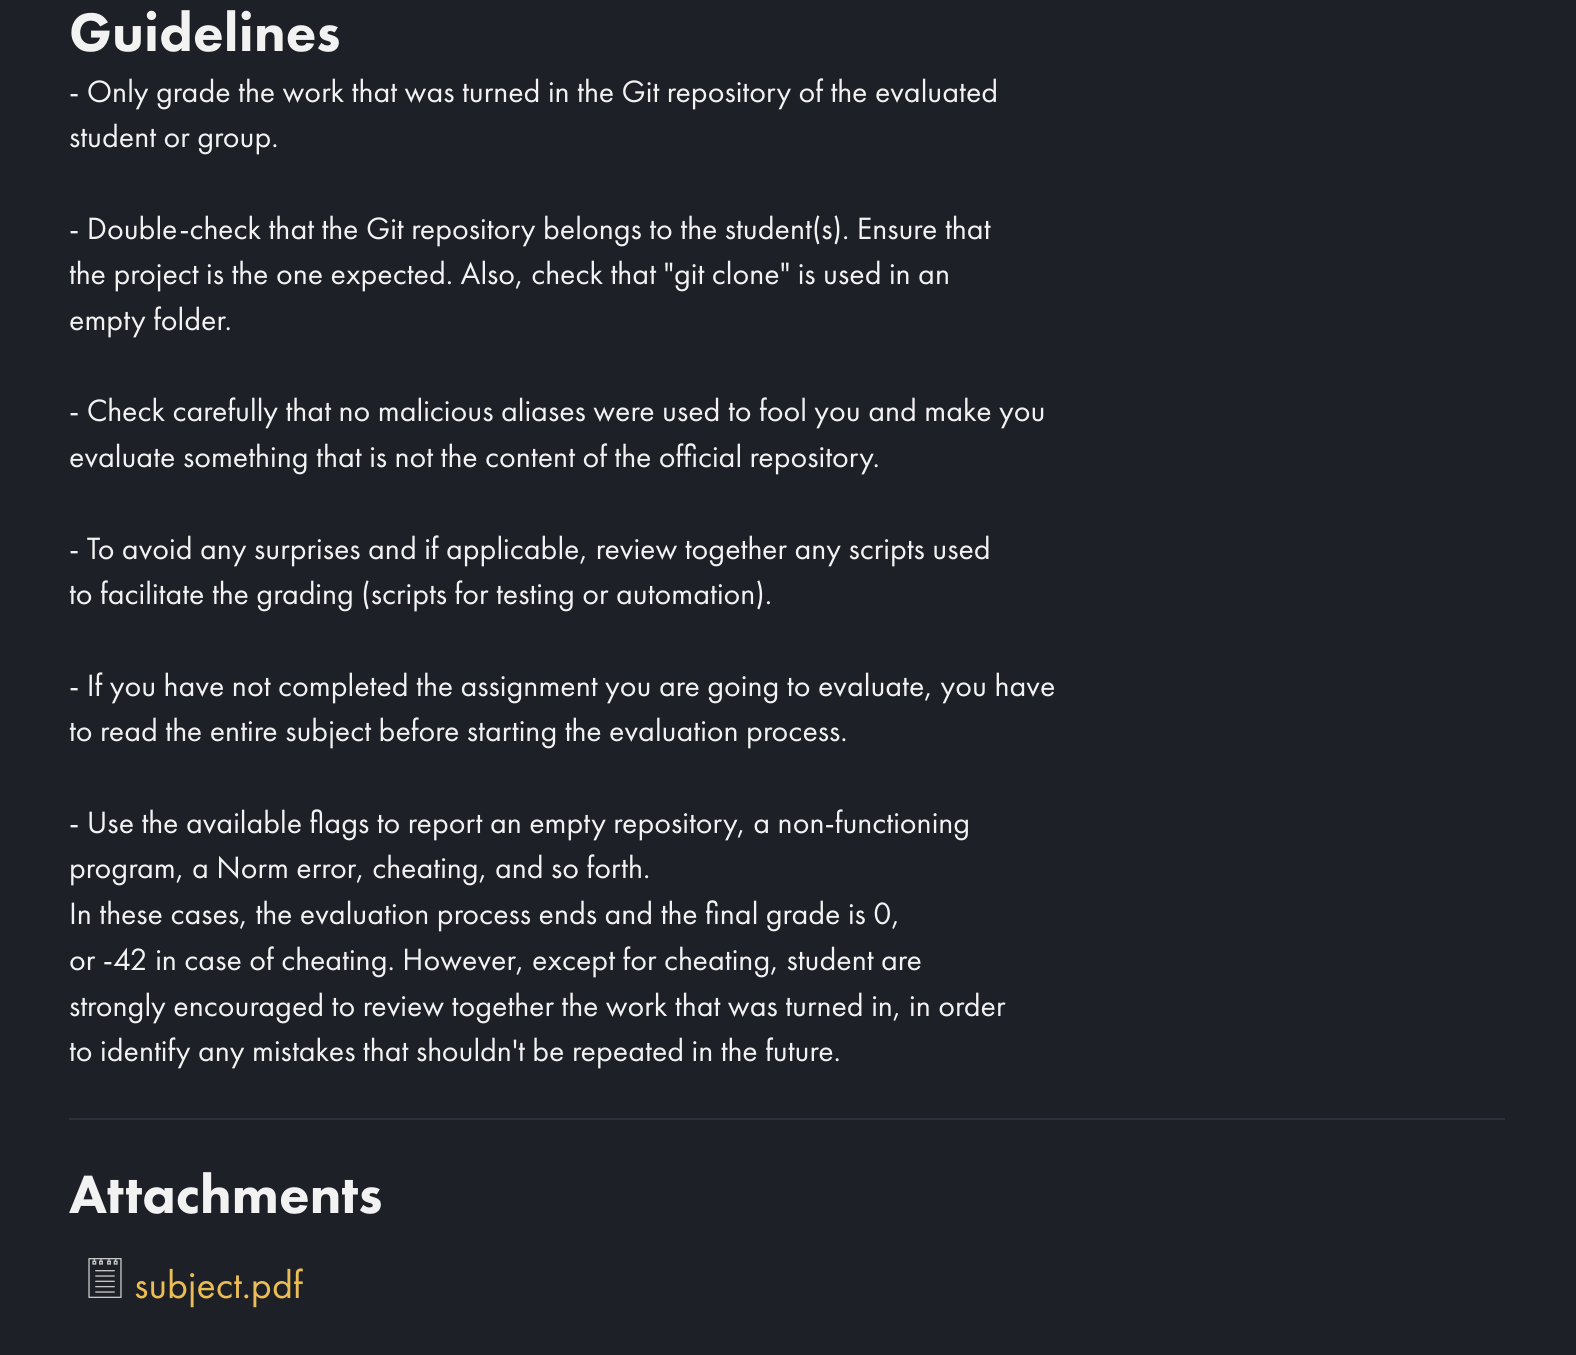 Guidelines
- Only grade the work that was turned in the Git repository of the evaluated
student or group.
- Double-check that the Git repository belongs to the student(s). Ensure that
the project is the one expected. Also, check that "git clone" is used in an
empty folder.
- Check carefully that no malicious aliases were used to fool you and make you
evaluate something that is not the content of the official repository.
- To avoid any surprises and if applicable, review together any scripts used
to facilitate the grading (scripts for testing or automation).
- If you have not completed the assignment you are going to evaluate, you have
to read the entire subject before starting the evaluation process.
- Use the available flags to report an empty repository, a non-functioning
program, a Norm error, cheating, and so forth.
In these cases, the evaluation process ends and the final grade is 0,
or -42 in case of cheating. However, except for cheating, student are
strongly encouraged to review together the work that was turned in, in order
to identify any mistakes that shouldn't be repeated in the future.
Attachments
subject.pdf